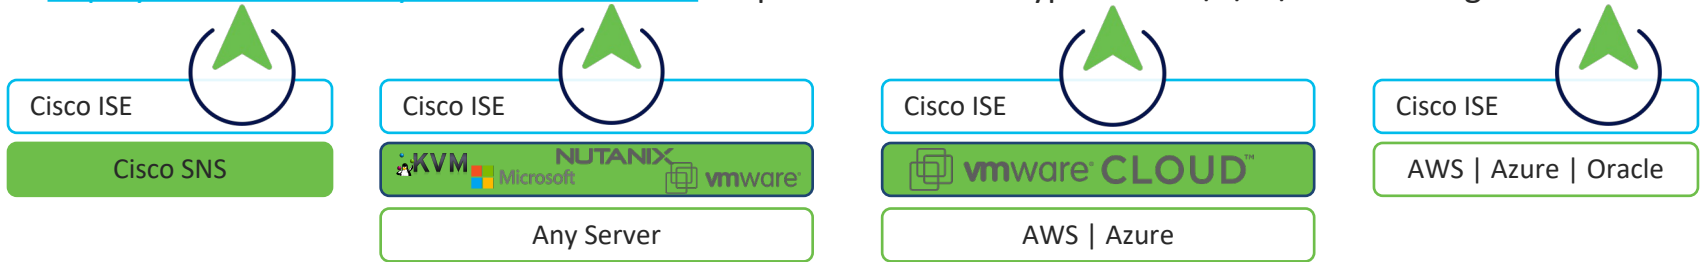 Cisco ISE
Cisco SNS
Cisco ISE
KVM Microsoft NUTANIX vmware
Any Server
Cisco ISE
vmware CLOUD™
AWS | Azure
Cisco ISE
AWS | Azure | Oracle